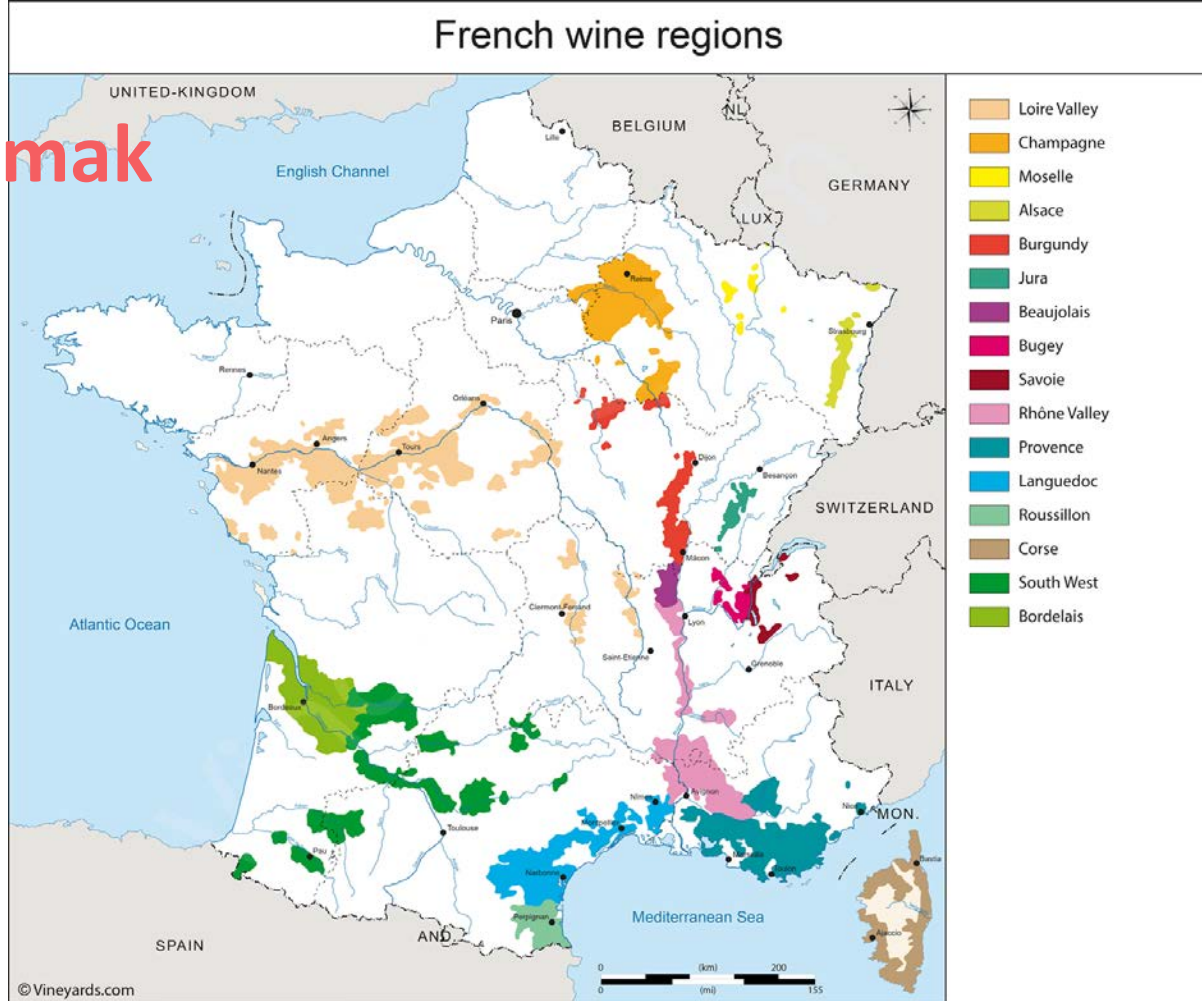 French wine regions
UNITED-KINGDOM
mak
English Channel
BELGIUM
NL
GERMANY
LUX
Lille
Reims
Paris
Strasbourg
Rennes
Orléans
Angers
Tours
Nantes
Dijon
Besançon
SWITZERLAND
Mâcon
Clermont-Ferrand
Lyon
Saint-Etienne
Grenoble
Atlantic Ocean
ITALY
Bordeaux
Avignon
Nîmes
Nice
MON.
Montpellier
Toulouse
Pau
Marseille
Toulon
Narbonne
Bastia
Perpignan
Mediterranean Sea
Ajaccio
SPAIN
AND.
0 (km) 200
0 (mi) 155
© Vineyards.com
Loire Valley
Champagne
Moselle
Alsace
Burgundy
Jura
Beaujolais
Bugey
Savoie
Rhône Valley
Provence
Languedoc
Roussillon
Corse
South West
Bordelais